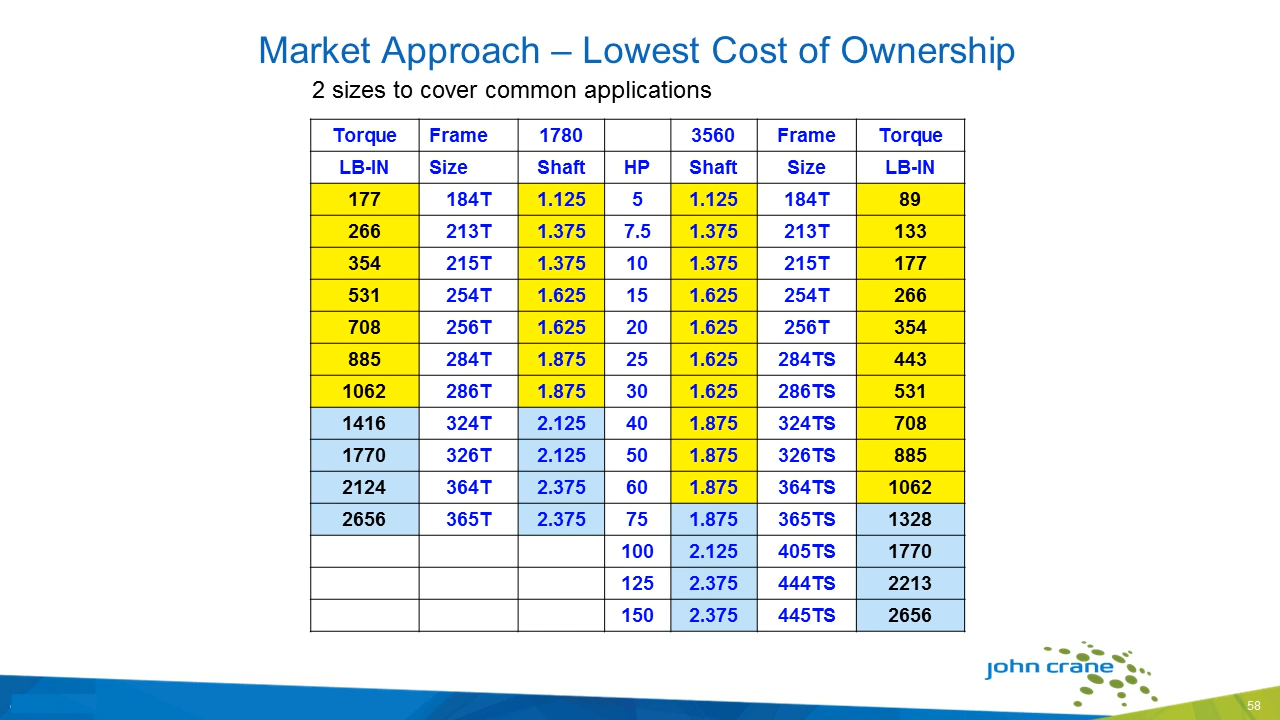 Market Approach – Lowest Cost of Ownership
2 sizes to cover common applications
Torque Frame 1780 3560 Frame Torque
LB-IN Size Shaft HP Shaft Size LB-IN
177 184T 1.125 5 1.125 184T 89
266 213T 1.375 7.5 1.375 213T 133
354 215T 1.375 10 1.375 215T 177
531 254T 1.625 15 1.625 254T 266
708 256T 1.625 20 1.625 256T 354
885 284T 1.875 25 1.625 284TS 443
1062 286T 1.875 30 1.625 286TS 531
1416 324T 2.125 40 1.875 324TS 708
1770 326T 2.125 50 1.875 326TS 885
2124 364T 2.375 60 1.875 364TS 1062
2656 365T 2.375 75 1.875 365TS 1328
100 2.125 405TS 1770
125 2.375 444TS 2213
150 2.375 445TS 2656
john crane
58